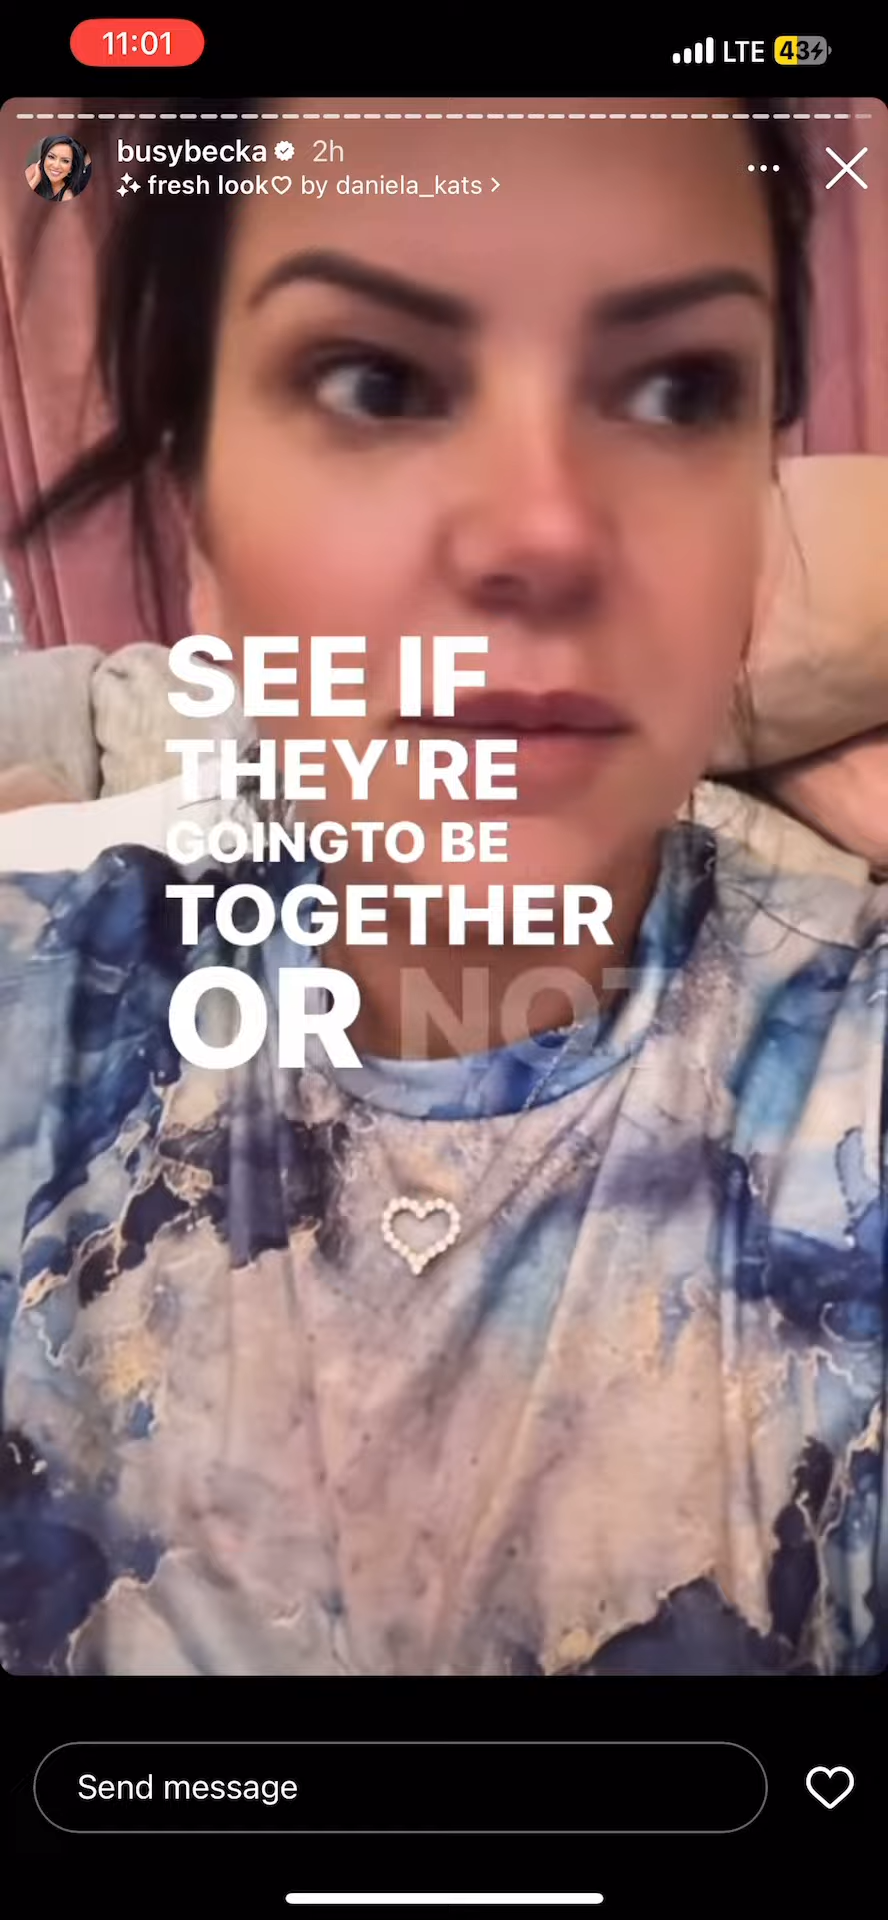 11:01
LTE 43
busybecka 2h
fresh look♡ by daniela_kats >
SEE IF
THEY'RE
GOINGTO BE
TOGETHER
OR NOT
Send message